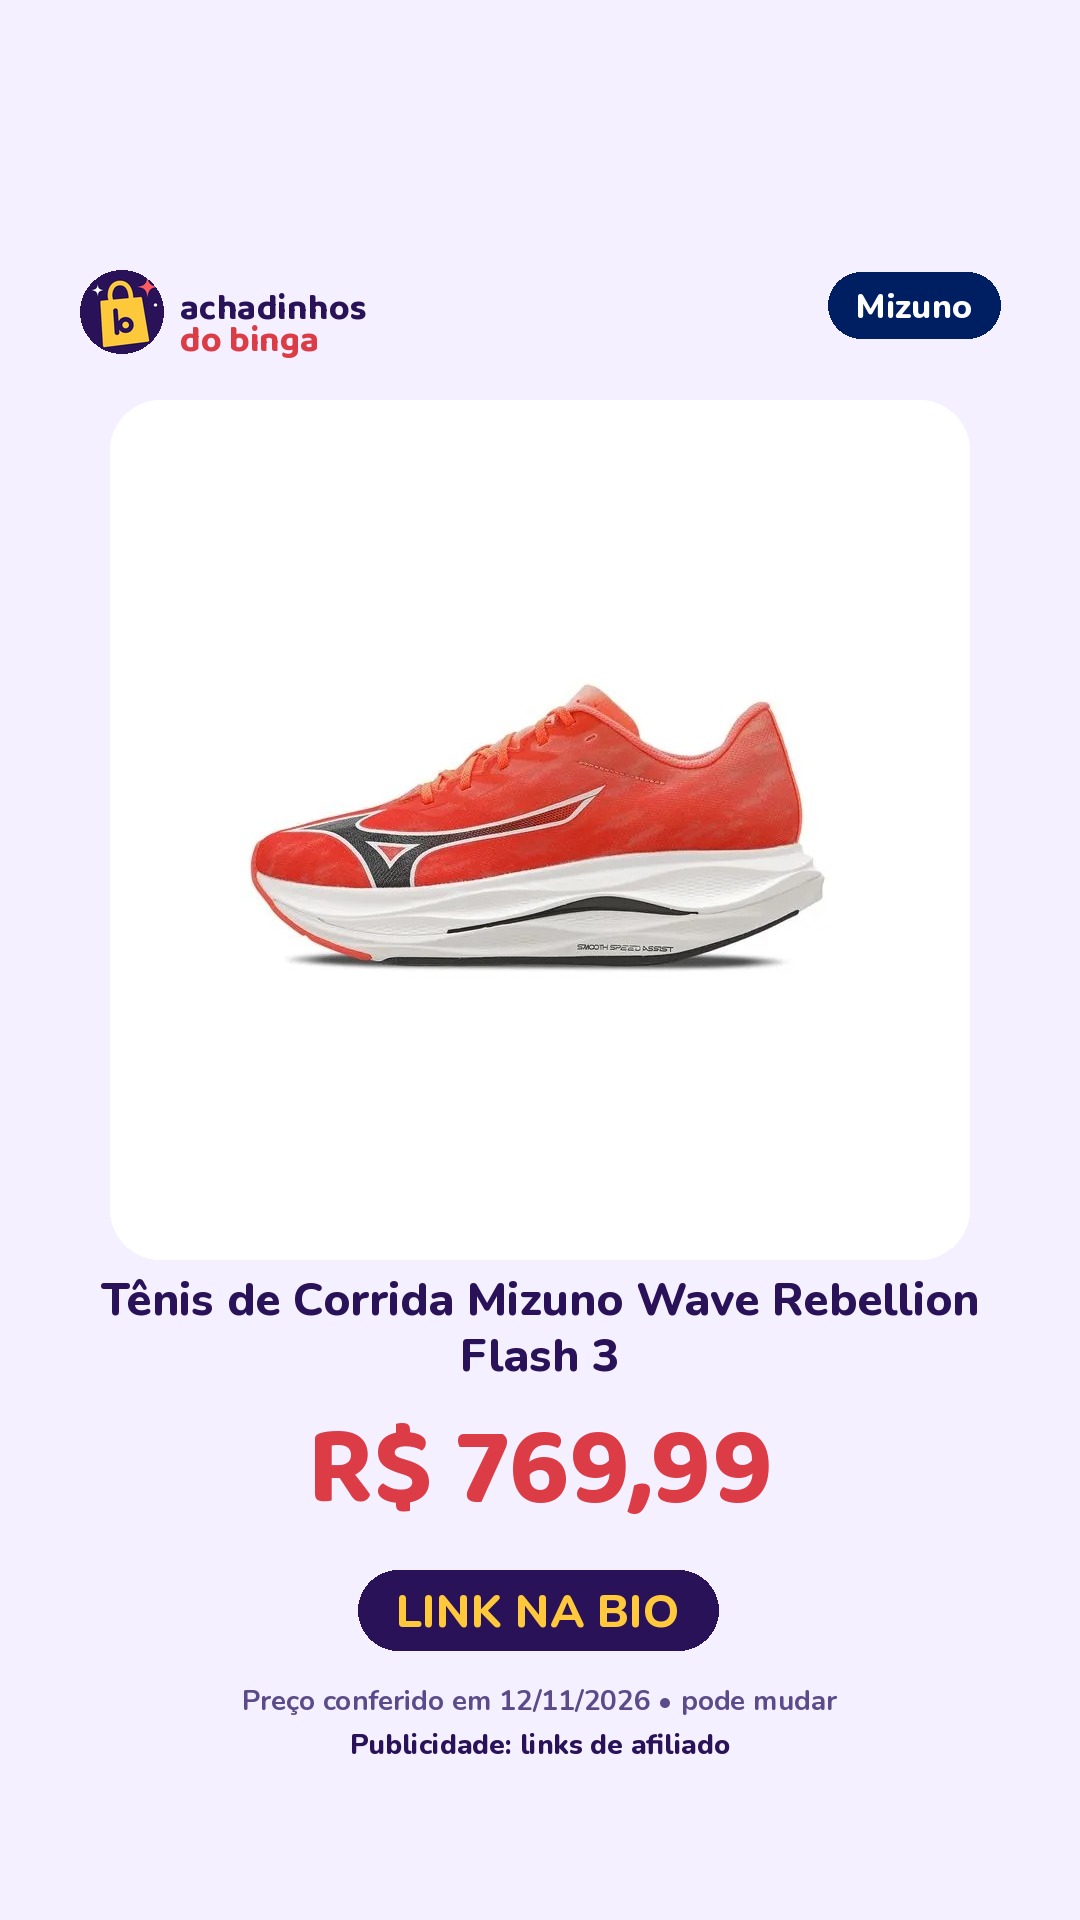 achadinhos
do binga
Mizuno
SMOOTH SPEED ASSIST
Tênis de Corrida Mizuno Wave Rebellion
Flash 3
R$ 769,99
LINK NA BIO
Preço conferido em 12/11/2026 • pode mudar
Publicidade: links de afiliado